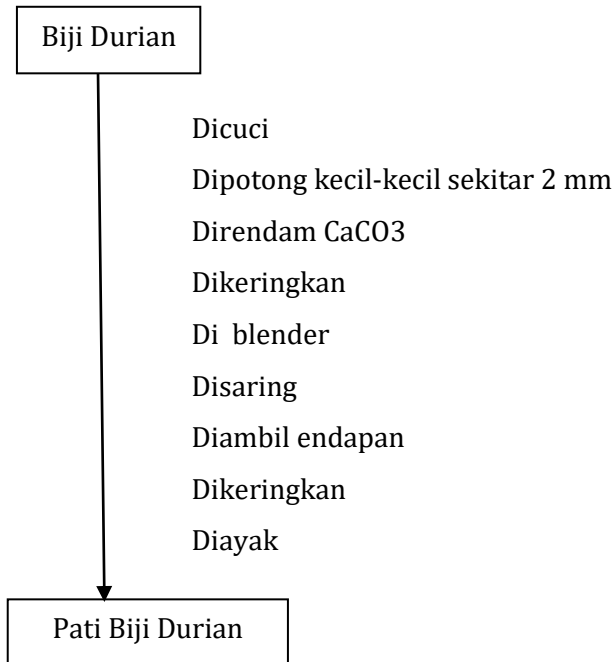 Biji Durian
Dicuci
Dipotong kecil-kecil sekitar 2 mm
Direndam CaCO3
Dikeringkan
Di blender
Disaring
Diambil endapan
Dikeringkan
Diayak
Pati Biji Durian